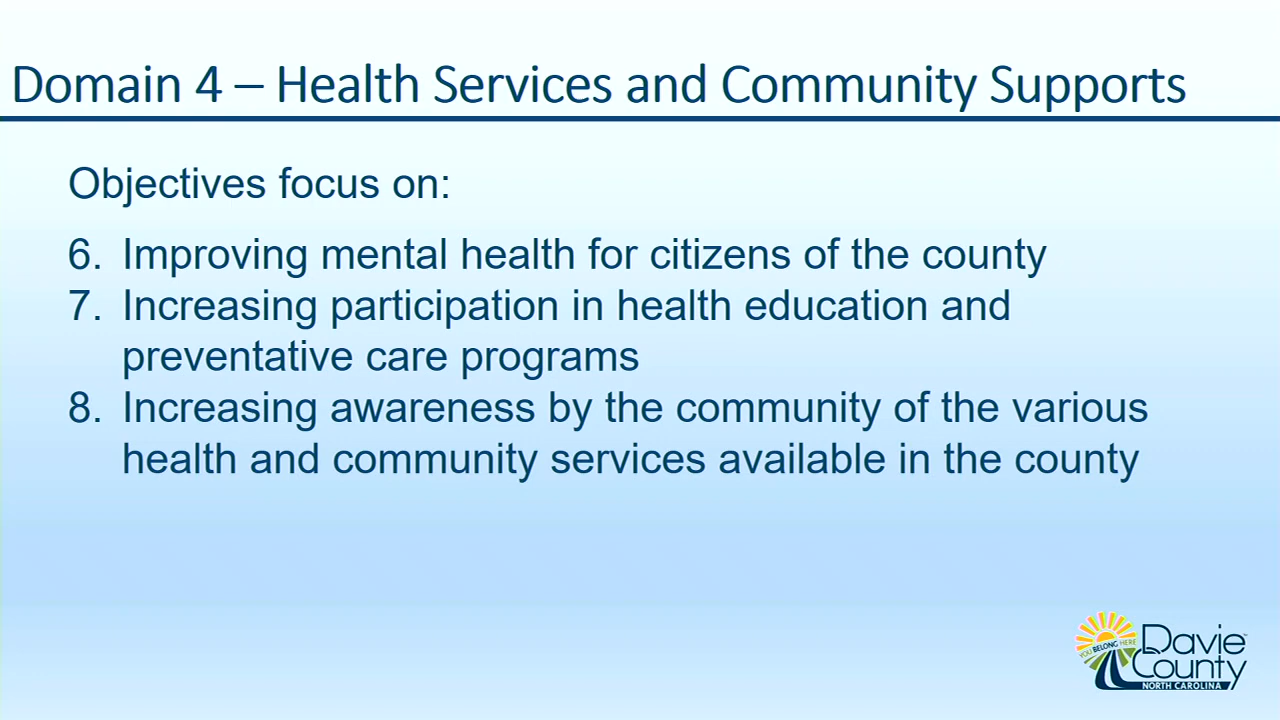 Domain 4 – Health Services and Community Supports
Objectives focus on:
6. Improving mental health for citizens of the county
7. Increasing participation in health education and
preventative care programs
8. Increasing awareness by the community of the various
health and community services available in the county
YOU BELONG HERE
Davie
County
NORTH CAROLINA